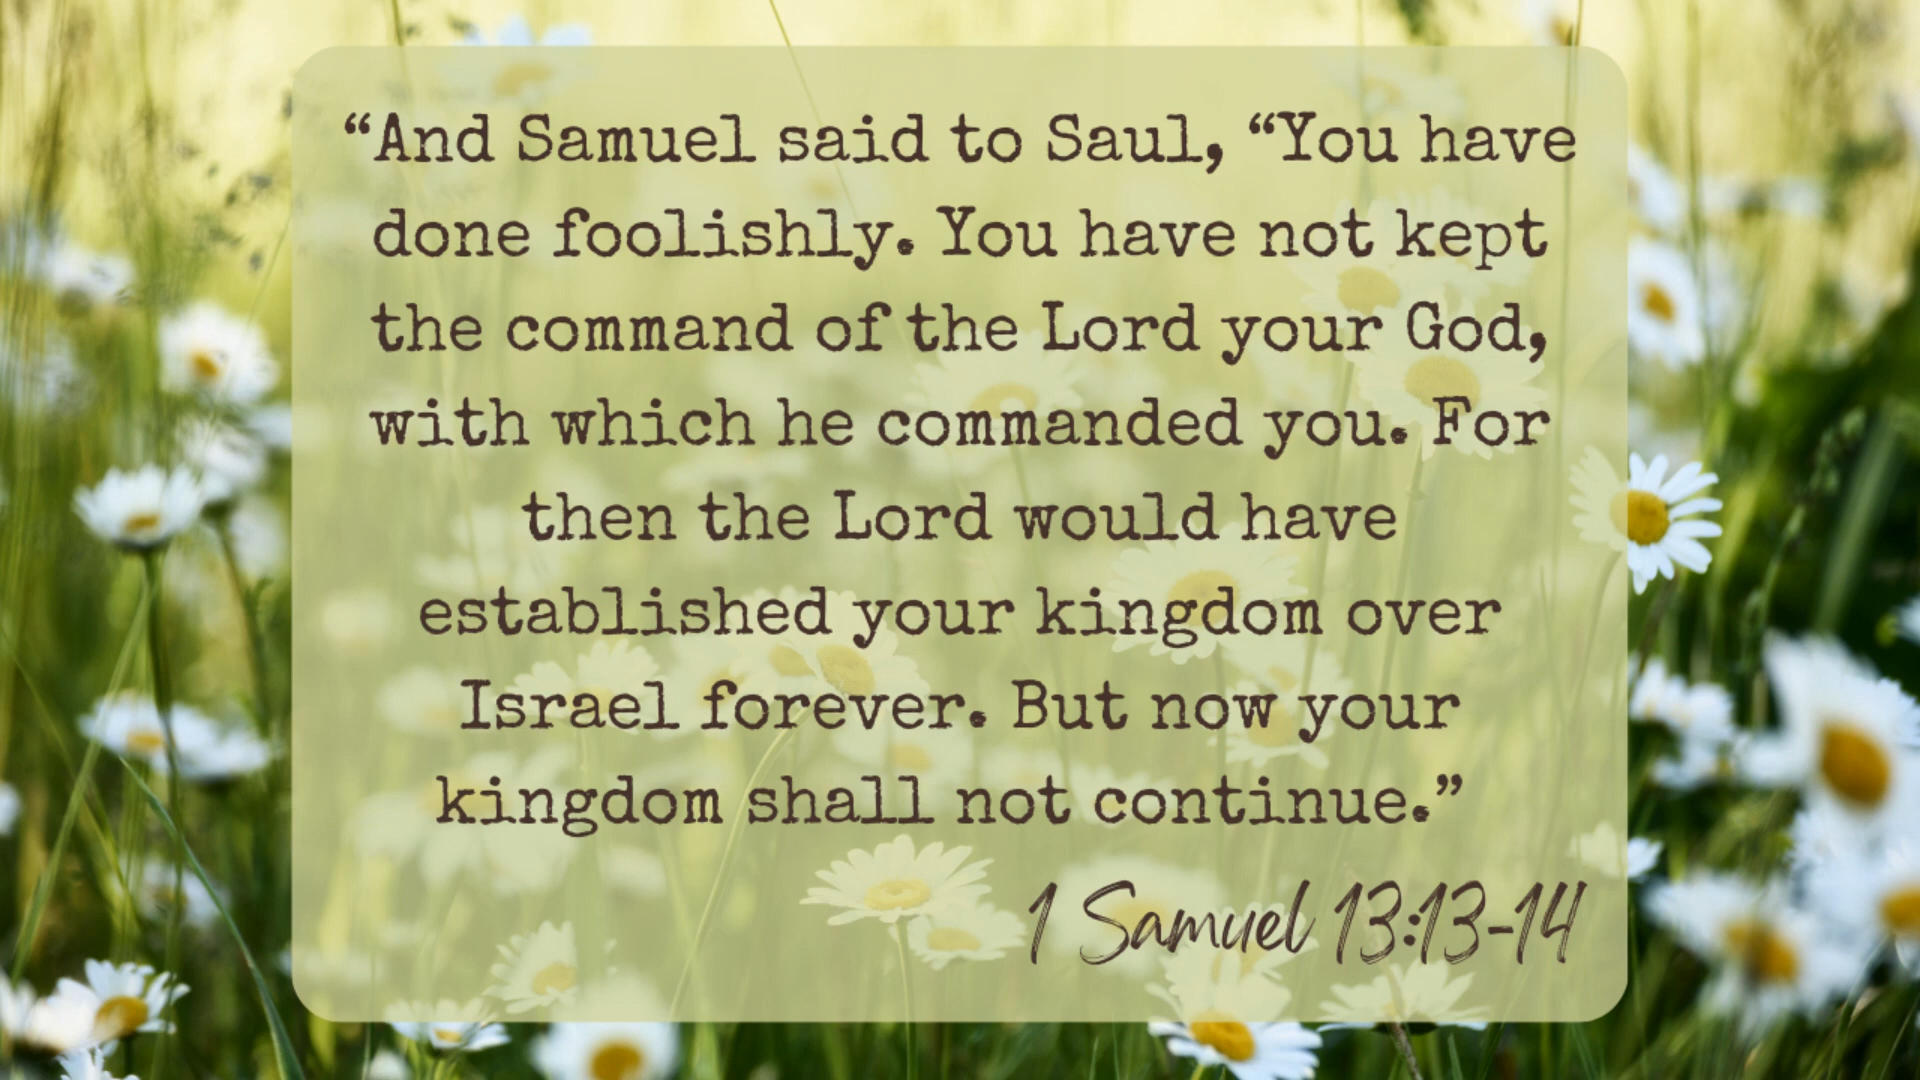 “And Samuel said to Saul, “You have
done foolishly. You have not kept
the command of the Lord your God,
with which he commanded you. For
then the Lord would have
established your kingdom over
Israel forever. But now your
kingdom shall not continue.”
1 Samuel 13:13-14